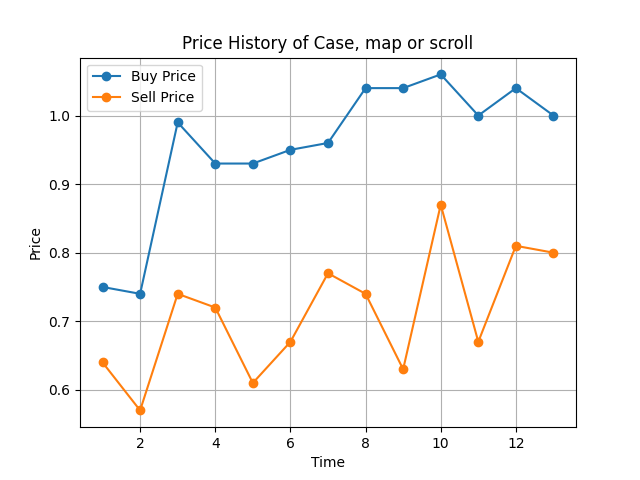 Price History of Case, map or scroll
Buy Price
Sell Price
1.0
0.9
0.8
0.7
0.6
Price
2 4 6 8 10 12
Time